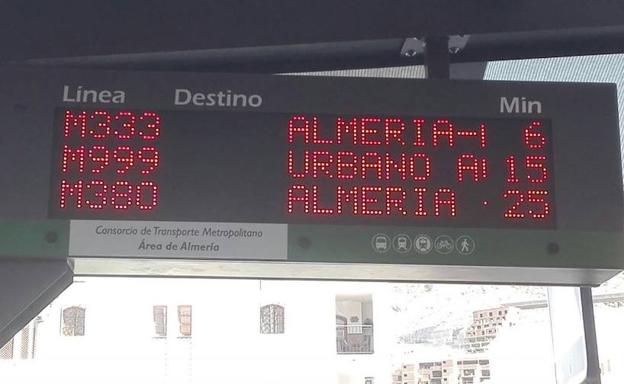 Línea Destino Min
M333 ALMERIA- 6
M999 URBANO 15
M380 ALMERIA 25
Consorcio de Transporte Metropolitano
Área de Almería